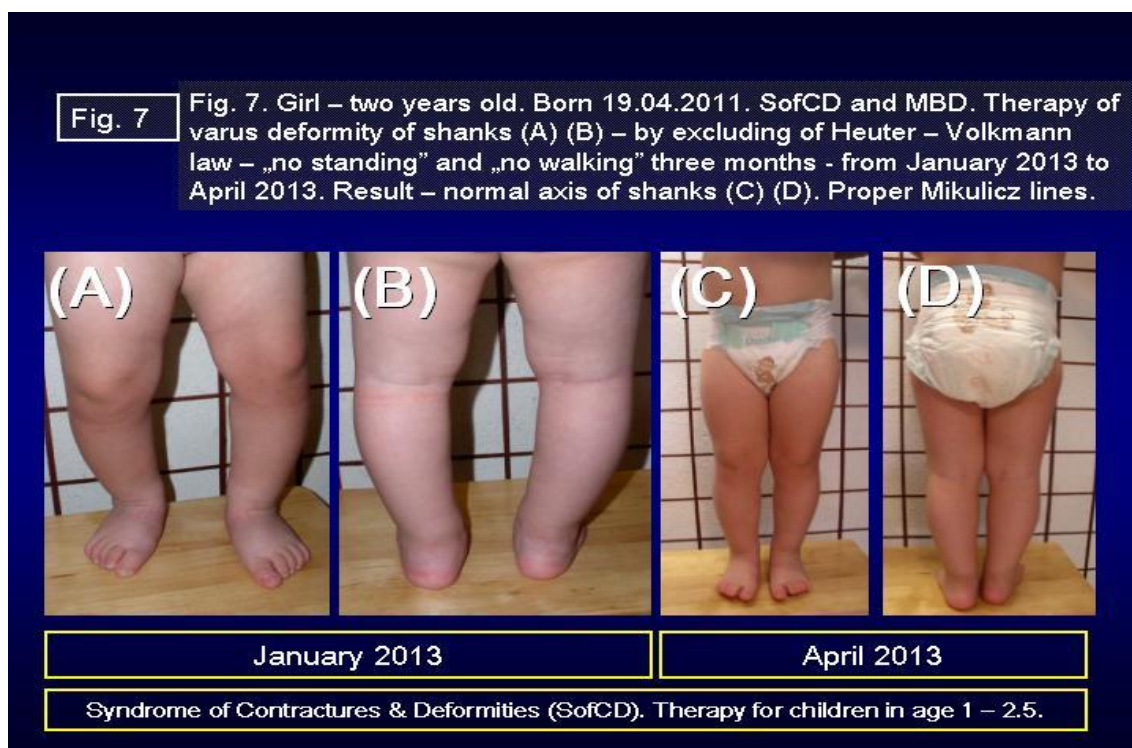 Fig. 7
Fig. 7. Girl – two years old. Born 19.04.2011. SofCD and MBD. Therapy of
varus deformity of shanks (A) (B) – by excluding of Heuter – Volkmann
law – „no standing” and „no walking” three months - from January 2013 to
April 2013. Result – normal axis of shanks (C) (D). Proper Mikulicz lines.
(A)
(B)
(C)
(D)
January 2013
April 2013
Syndrome of Contractures & Deformities (SofCD). Therapy for children in age 1 – 2.5.